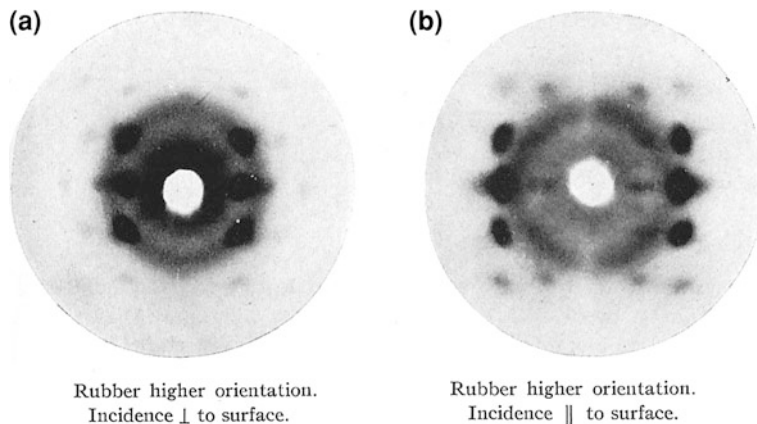 (a)
(b)
Rubber higher orientation.
Incidence ⊥ to surface.
Rubber higher orientation.
Incidence || to surface.